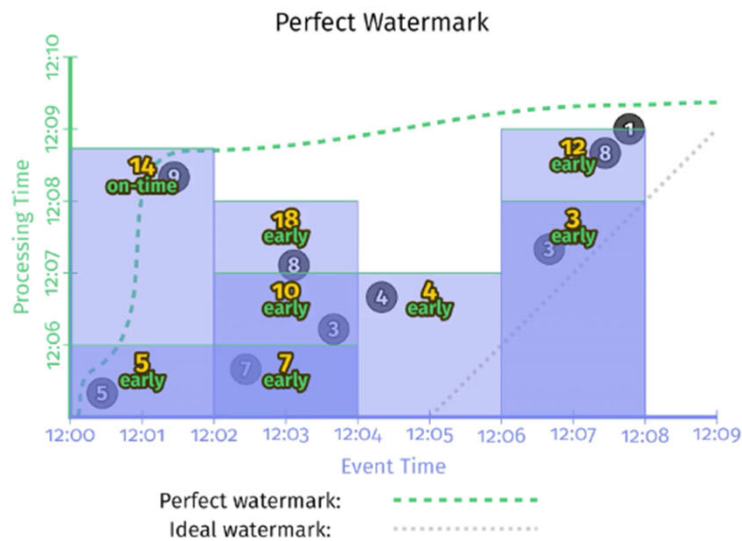 Perfect Watermark
Processing Time
12:10
12:09
12:08
12:07
12:06
14
on-time
9
5
early
5
18
early
8
10
early
3
7
7
early
4
4
early
12
early
8
1
3
early
3
12:00 12:01 12:02 12:03 12:04 12:05 12:06 12:07 12:08 12:09
Event Time
Perfect watermark:
Ideal watermark: